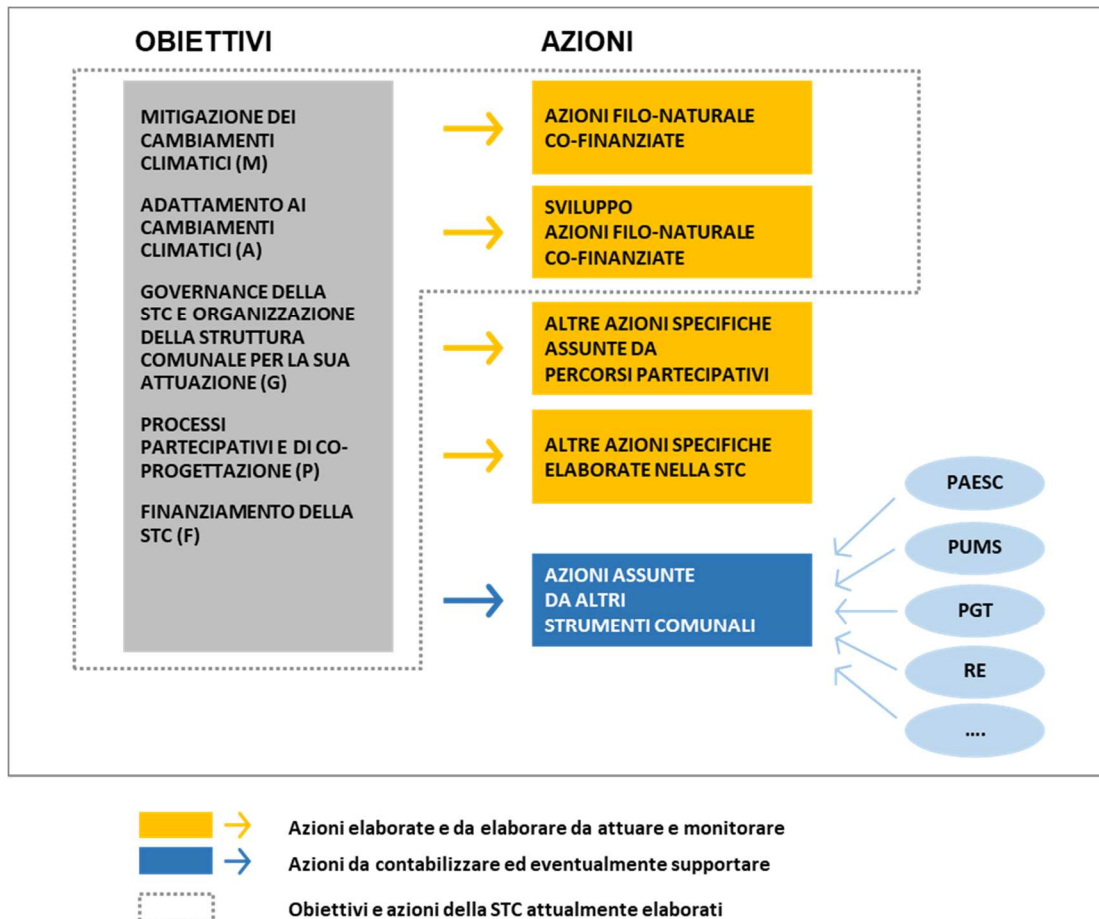 OBIETTIVI
AZIONI
MITIGAZIONE DEI
CAMBIAMENTI
CLIMATICI (M)
ADATTAMENTO AI
CAMBIAMENTI
CLIMATICI (A)
GOVERNANCE DELLA
STC E ORGANIZZAZIONE
DELLA STRUTTURA
COMUNALE PER LA SUA
ATTUAZIONE (G)
PROCESSI
PARTECIPATIVI E DI CO-
PROGETTAZIONE (P)
FINANZIAMENTO DELLA
STC (F)
AZIONI FILO-NATURALE
CO-FINANZIATE
SVILUPPO
AZIONI FILO-NATURALE
CO-FINANZIATE
ALTRE AZIONI SPECIFICHE
ASSUNTE DA
PERCORSI PARTECIPATIVI
ALTRE AZIONI SPECIFICHE
ELABORATE NELLA STC
AZIONI ASSUNTE
DA ALTRI
STRUMENTI COMUNALI
PAESC
PUMS
PGT
RE
....
Azioni elaborate e da elaborare da attuare e monitorare
Azioni da contabilizzare ed eventualmente supportare
Obiettivi e azioni della STC attualmente elaborati